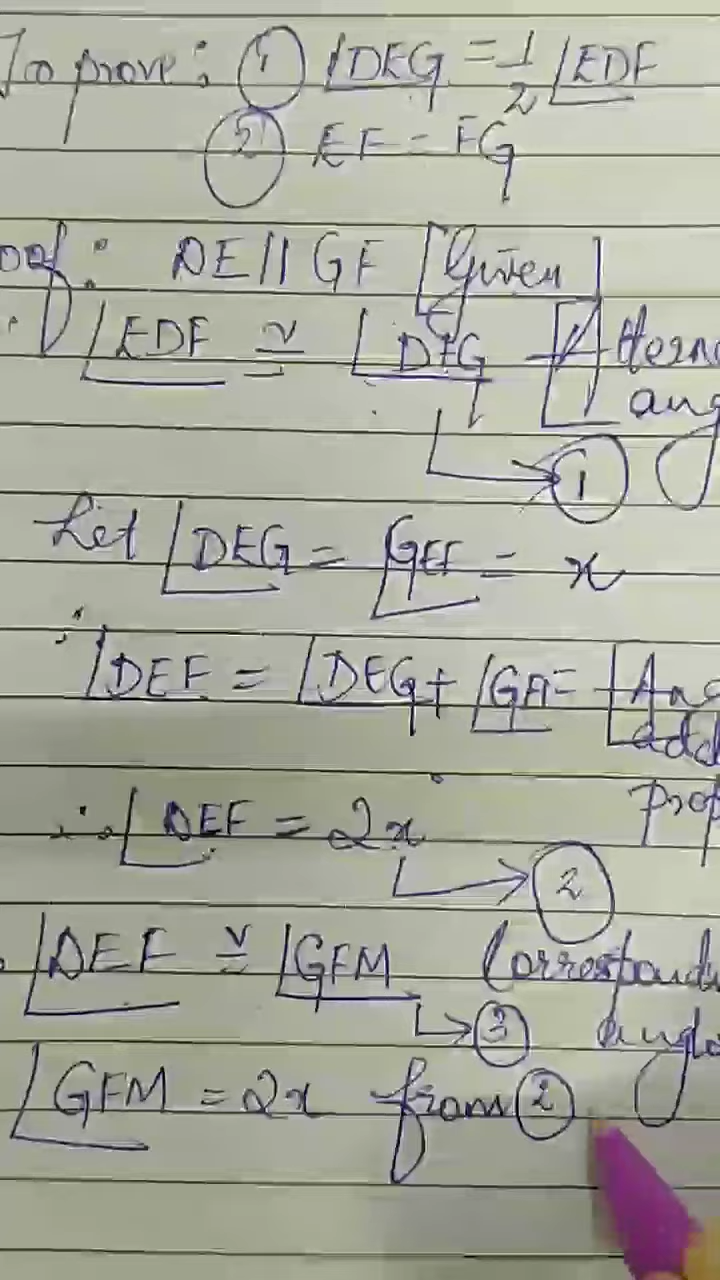 To prove: ① ∠DEG = 1/2 ∠EDF
② EF = FG
DE || GF [Given]
∠EDF ≅ ∠DFG
ang
①
Let ∠DEG = ∠GEF = x
∠DEF = ∠DEG + ∠GEF [Ang
add
prop
∴ ∠DEF = 2x
②
∠DEF ≅ ∠GFM Correspondi
③ angle
∠GFM = 2x from ②